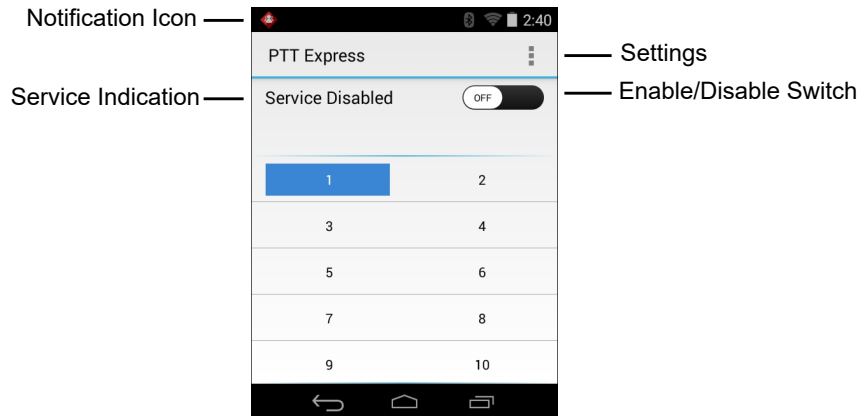 Notification Icon
2:40
PTT Express
Settings
Service Indication
Service Disabled
OFF
Enable/Disable Switch
1 2
3 4
5 6
7 8
9 10